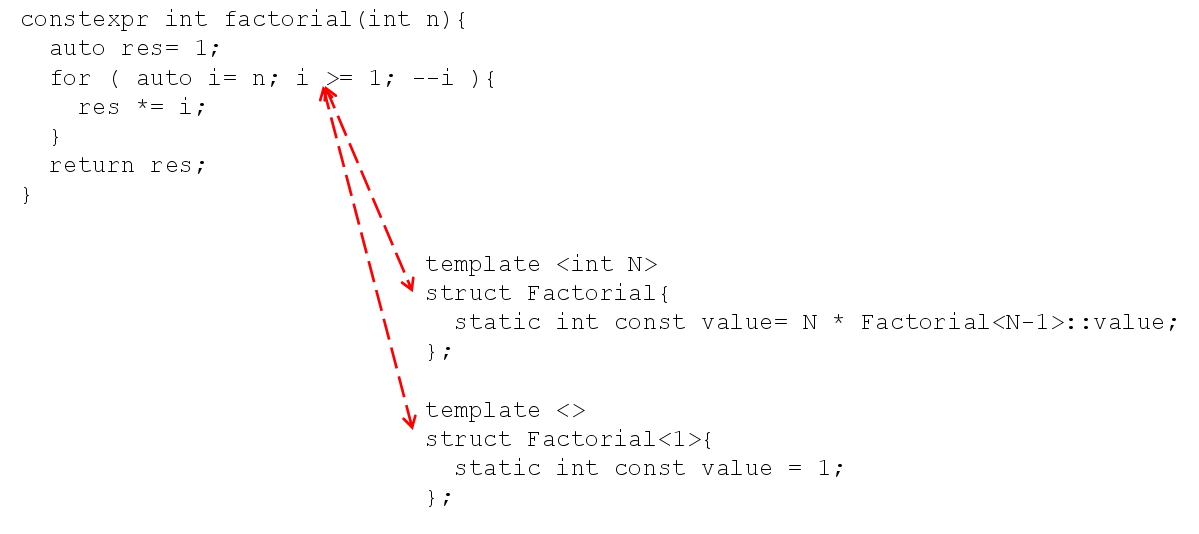 constexpr int factorial(int n){
  auto res= 1;
  for ( auto i= n; i >= 1; --i ){
    res *= i;
  }
  return res;
}
template <int N>
struct Factorial{
  static int const value= N * Factorial<N-1>::value;
};
template <>
struct Factorial<1>{
  static int const value = 1;
};